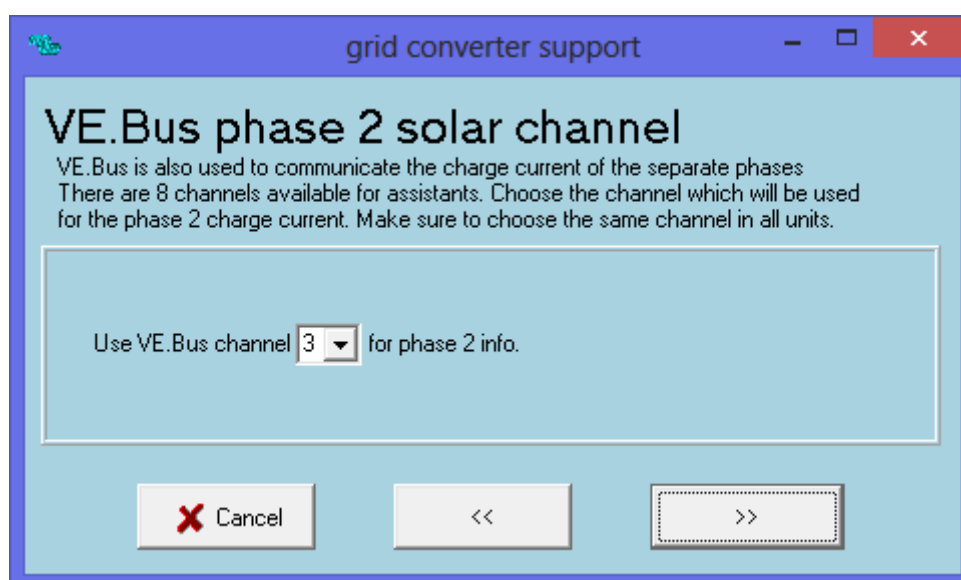 grid converter support
VE.Bus phase 2 solar channel
VE.Bus is also used to communicate the charge current of the separate phases
There are 8 channels available for assistants. Choose the channel which will be used
for the phase 2 charge current. Make sure to choose the same channel in all units.
Use VE.Bus channel 3 for phase 2 info.
Cancel << >>